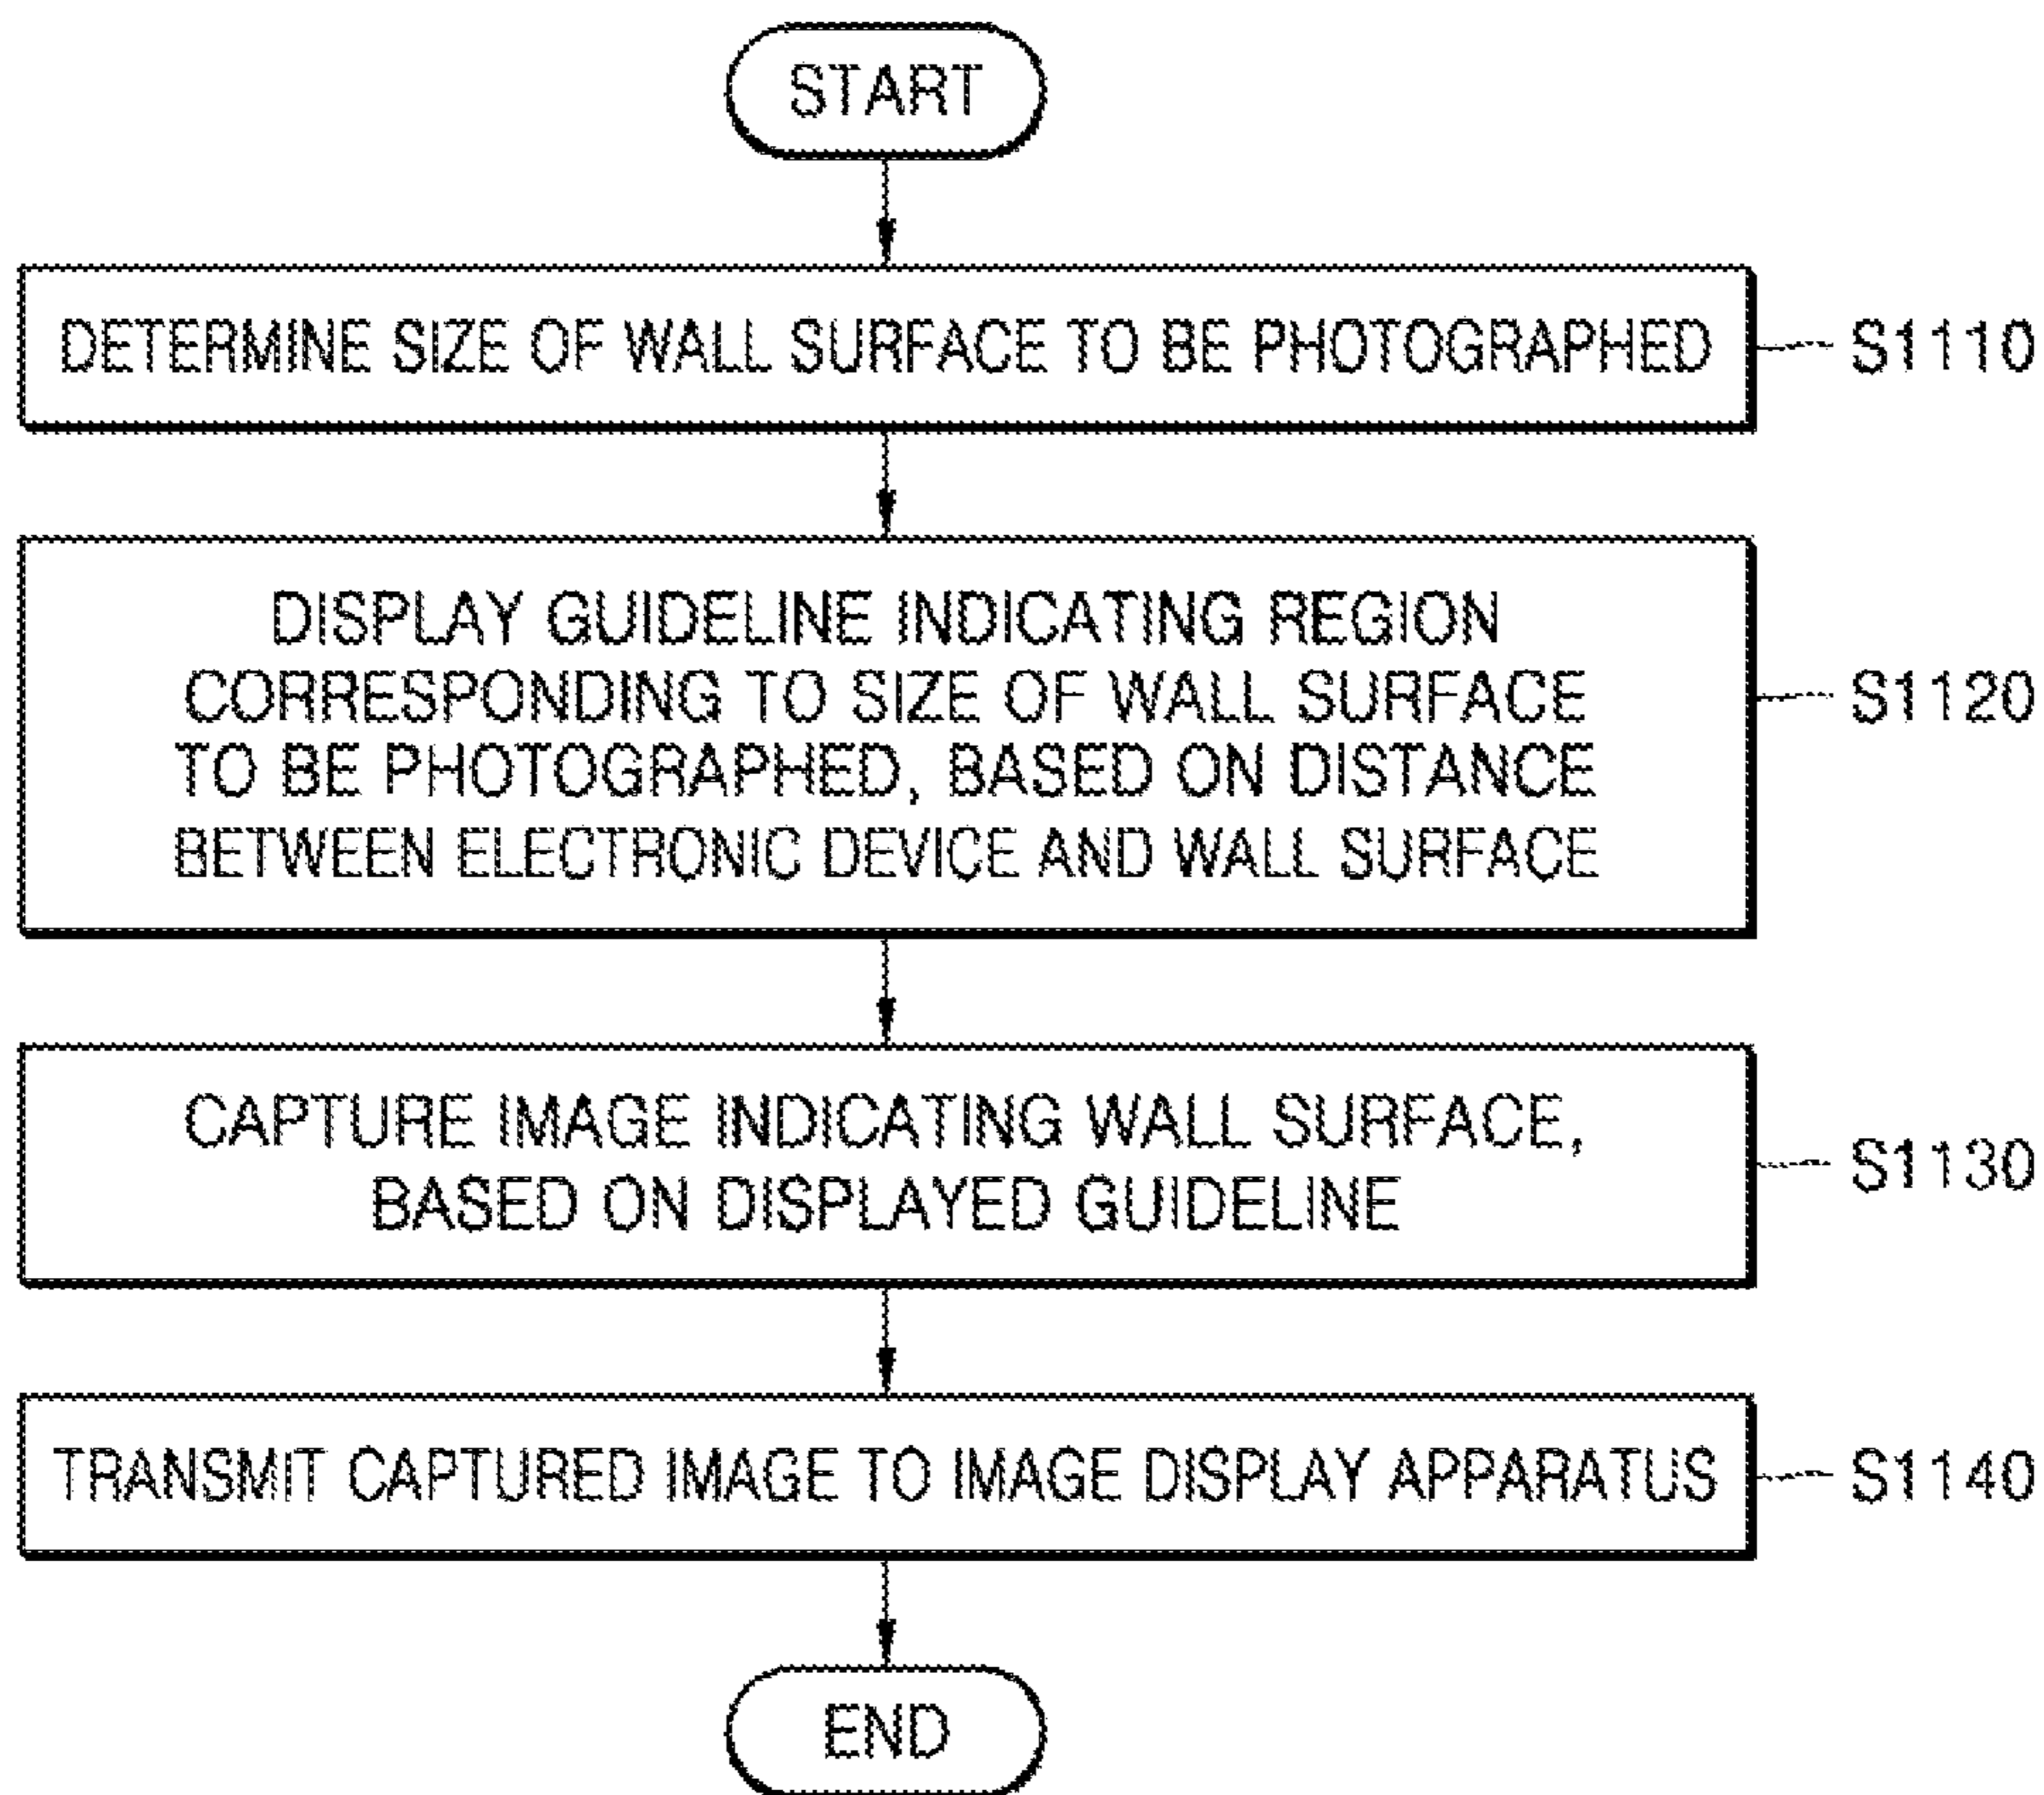 START
DETERMINE SIZE OF WALL SURFACE TO BE PHOTOGRAPHED
S1110
DISPLAY GUIDELINE INDICATING REGION
CORRESPONDING TO SIZE OF WALL SURFACE
TO BE PHOTOGRAPHED, BASED ON DISTANCE
BETWEEN ELECTRONIC DEVICE AND WALL SURFACE
S1120
CAPTURE IMAGE INDICATING WALL SURFACE,
BASED ON DISPLAYED GUIDELINE
S1130
TRANSMIT CAPTURED IMAGE TO IMAGE DISPLAY APPARATUS
S1140
END